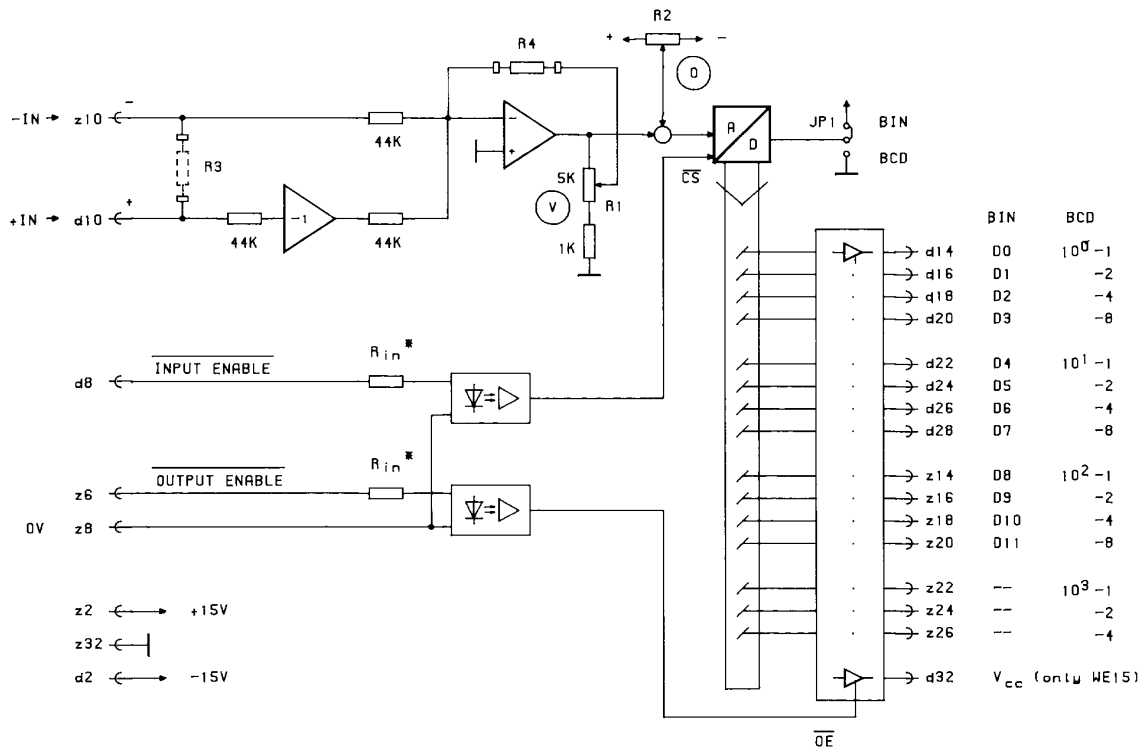 R2
+ −
R4
0
−IN → z10 −
44K
A
D
JP1
BIN
BCD
R3
− +
CS
5K
R1
V
+IN → d10 +
44K
−1
44K
1K
BIN BCD
d14 D0 10⁰ −1
d16 D1 −2
d18 D2 −4
d20 D3 −8
d22 D4 10¹ −1
d24 D5 −2
d26 D6 −4
d28 D7 −8
z14 D8 10² −1
z16 D9 −2
z18 D10 −4
z20 D11 −8
z22 -- 10³ −1
z24 -- −2
z26 -- −4
d32 Vcc (only WE15)
d8 INPUT ENABLE Rin*
z6 OUTPUT ENABLE Rin*
0V z8
z2 +15V
z32
d2 −15V
OE